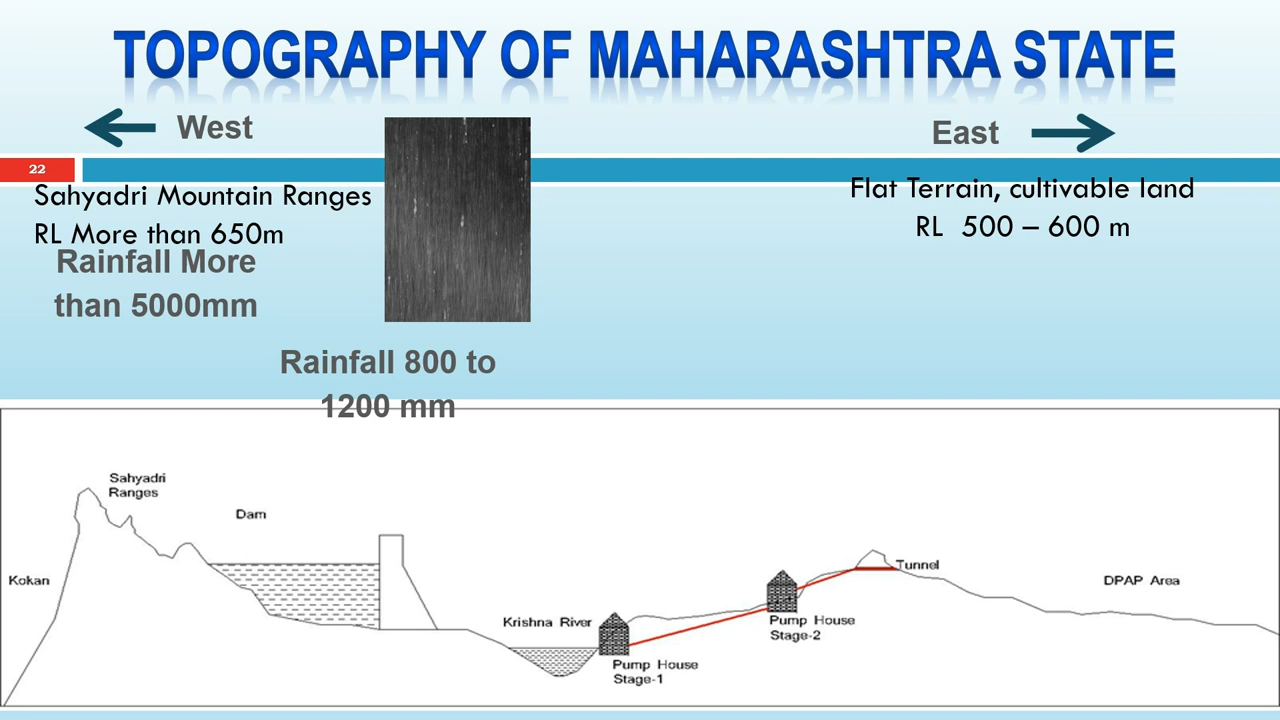 TOPOGRAPHY OF MAHARASHTRA STATE
West
East
22
Sahyadri Mountain Ranges
RL More than 650m
Flat Terrain, cultivable land
RL 500 – 600 m
Rainfall More
than 5000mm
Rainfall 800 to
1200 mm
Sahyadri
Ranges
Dam
Kokan
Krishna River
Pump House
Stage-1
Pump House
Stage-2
Tunnel
DPAP Area